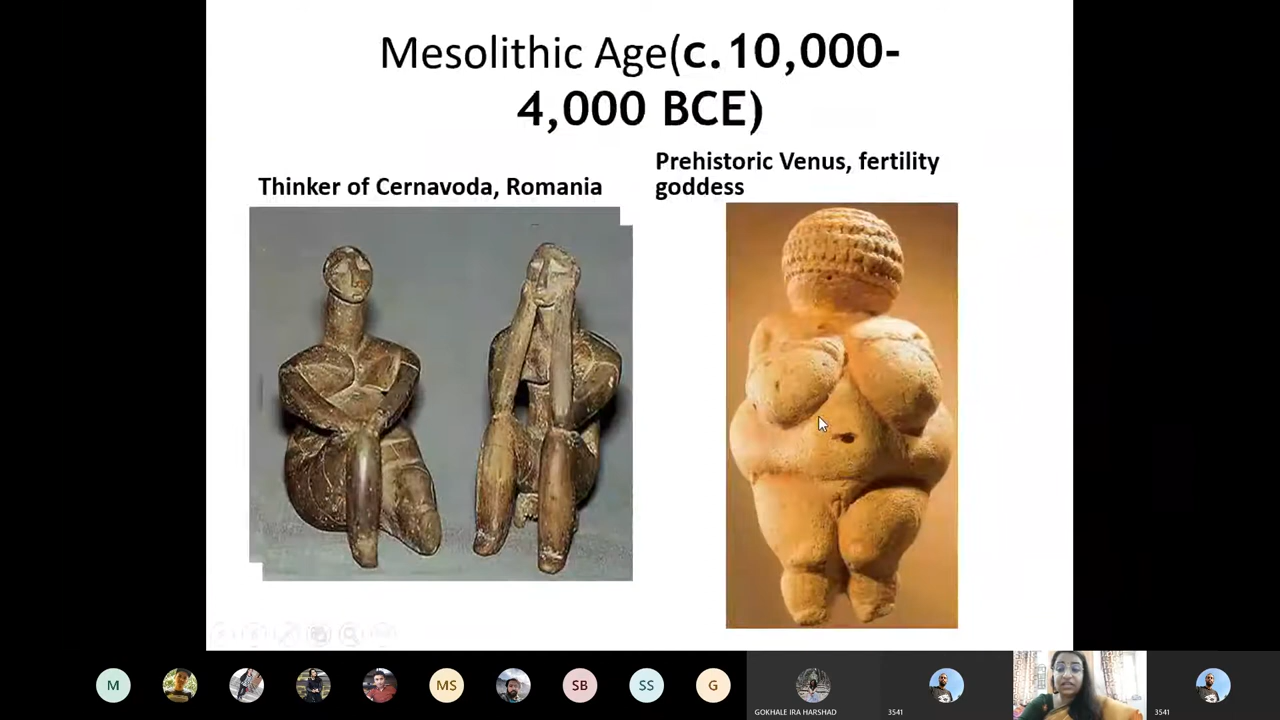 Mesolithic Age(c.10,000-
4,000 BCE)
Prehistoric Venus, fertility
goddess
Thinker of Cernavoda, Romania
M
MS
SB
SS
G
GOKHALE IRA HARSHAD
3541
3541